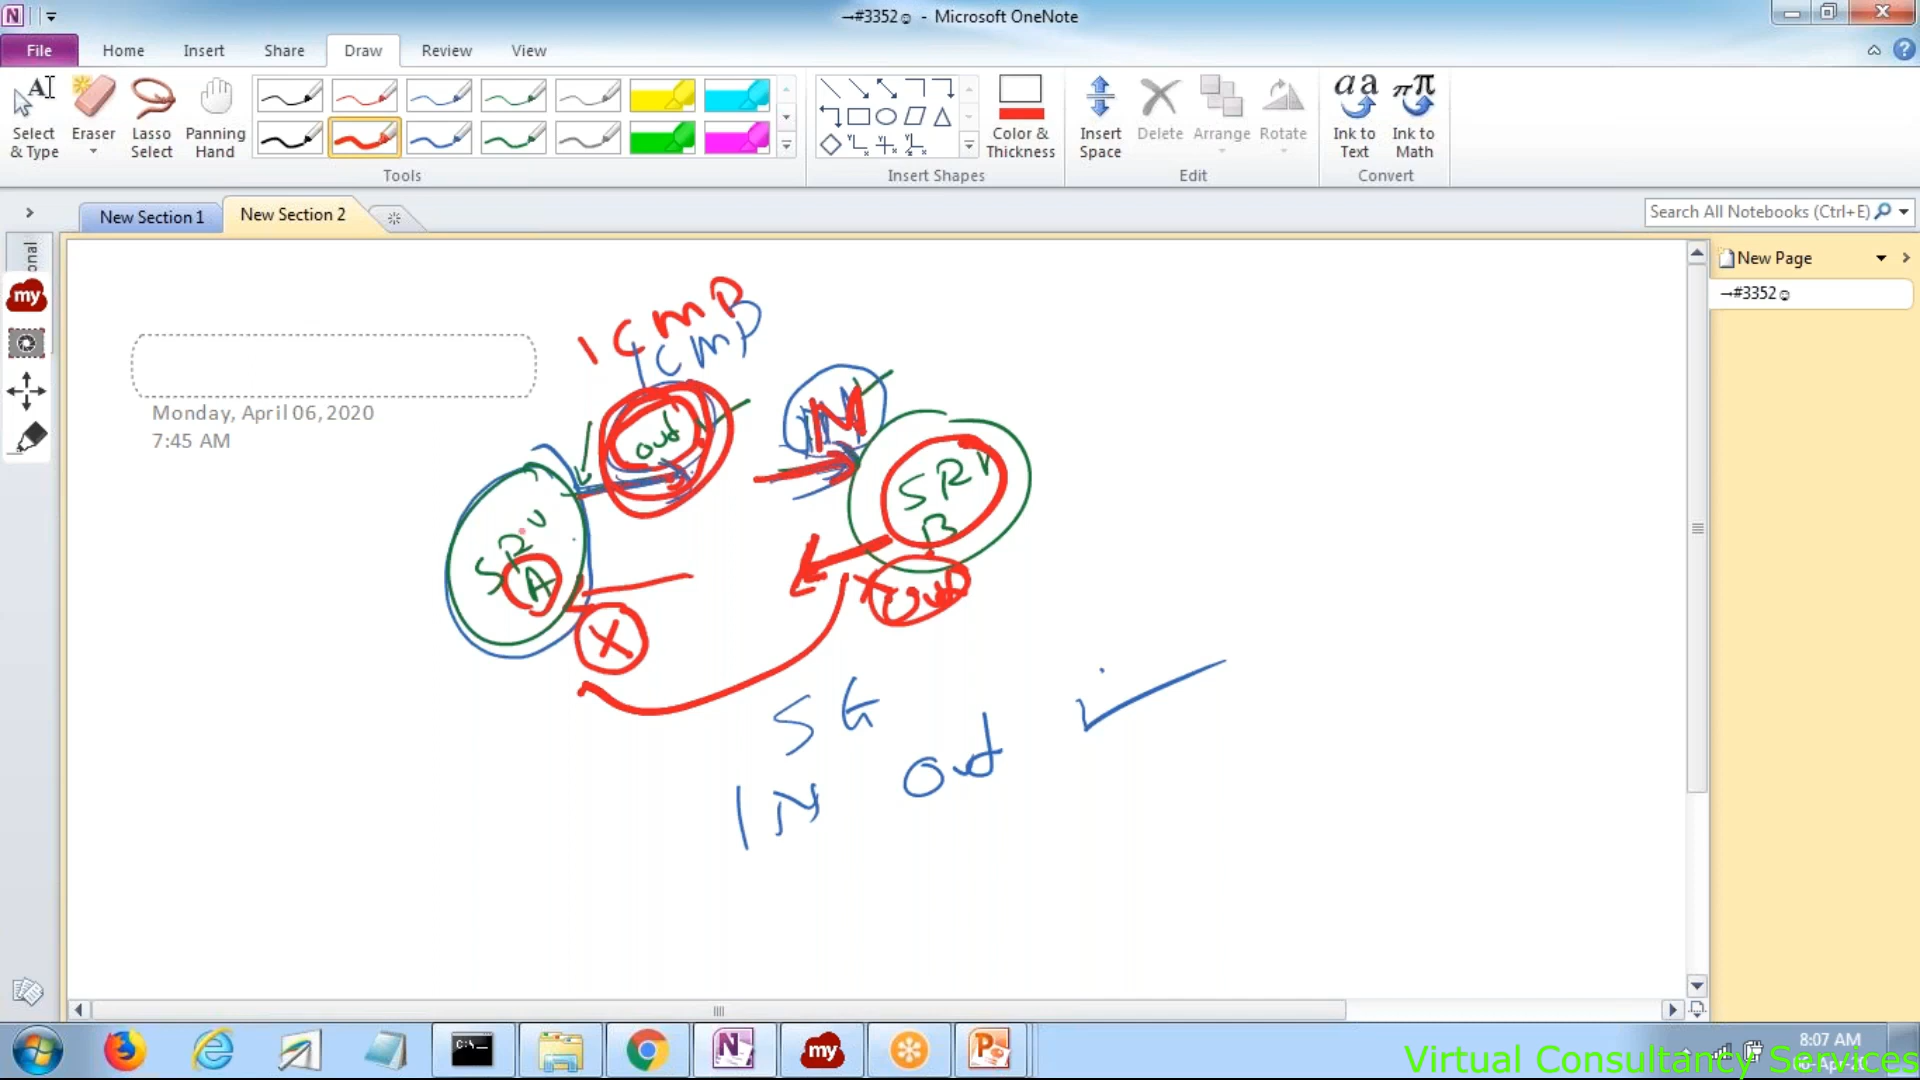 →#3352☺ - Microsoft OneNote
File Home Insert Share Draw Review View
Select & Type
Eraser
Lasso Select
Panning Hand
Color & Thickness
Insert Space
Delete
Arrange
Rotate
Ink to Text
Ink to Math
Tools
Insert Shapes
Edit
Convert
New Section 1
New Section 2
Search All Notebooks (Ctrl+E)
onal
my
New Page
→#3352☺
Monday, April 06, 2020
7:45 AM
ICMP
ICMP
out
IN
SRV
A
SRV
B
X
out
SG
IN out
C:\
my
8:07 AM
Virtual Consultancy Services